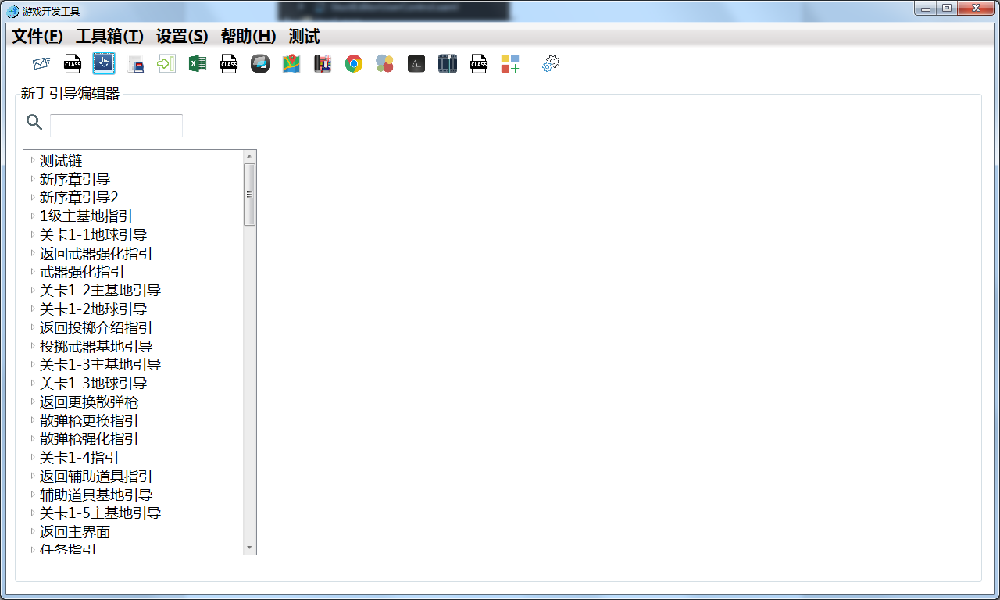 游戏开发工具
文件(F) 工具箱(T) 设置(S) 帮助(H) 测试
CLASS CLASS Ai CLASS
新手引导编辑器
测试链
新序章引导
新序章引导2
1级主基地指引
关卡1-1地球引导
返回武器强化指引
武器强化指引
关卡1-2主基地引导
关卡1-2地球引导
返回投掷介绍指引
投掷武器基地引导
关卡1-3主基地引导
关卡1-3地球引导
返回更换散弹枪
散弹枪更换指引
散弹枪强化指引
关卡1-4指引
返回辅助道具指引
辅助道具基地引导
关卡1-5主基地引导
返回主界面
任务指引